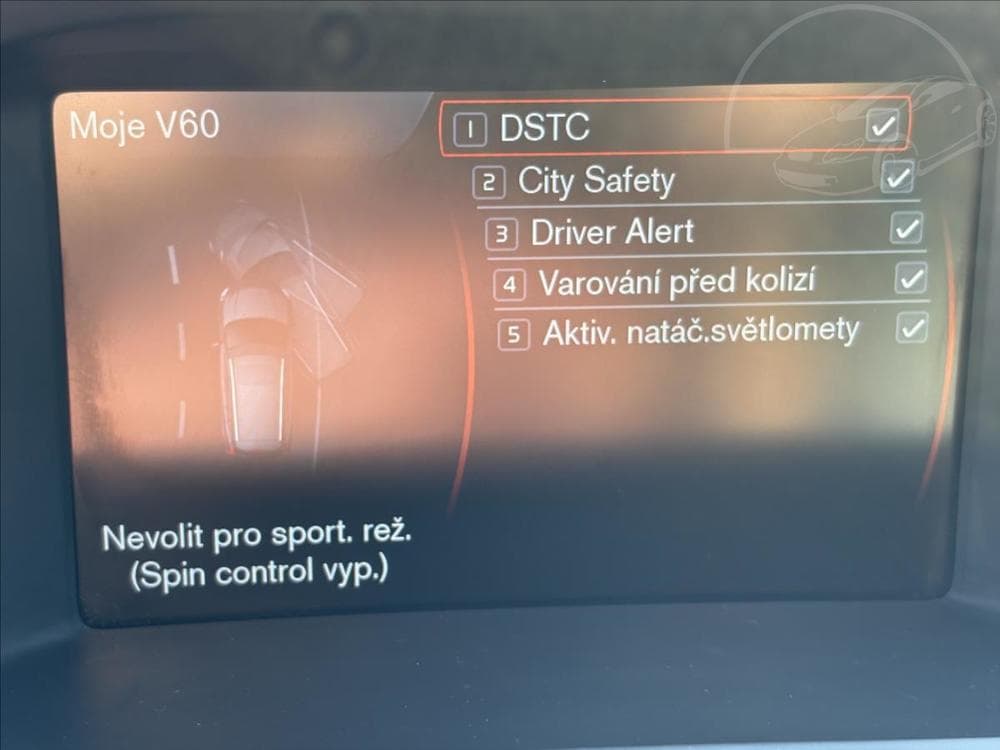 Moje V60
1 DSTC
2 City Safety
3 Driver Alert
4 Varování před kolizí
5 Aktiv. natáč.světlomety
Nevolit pro sport. rež.
(Spin control vyp.)